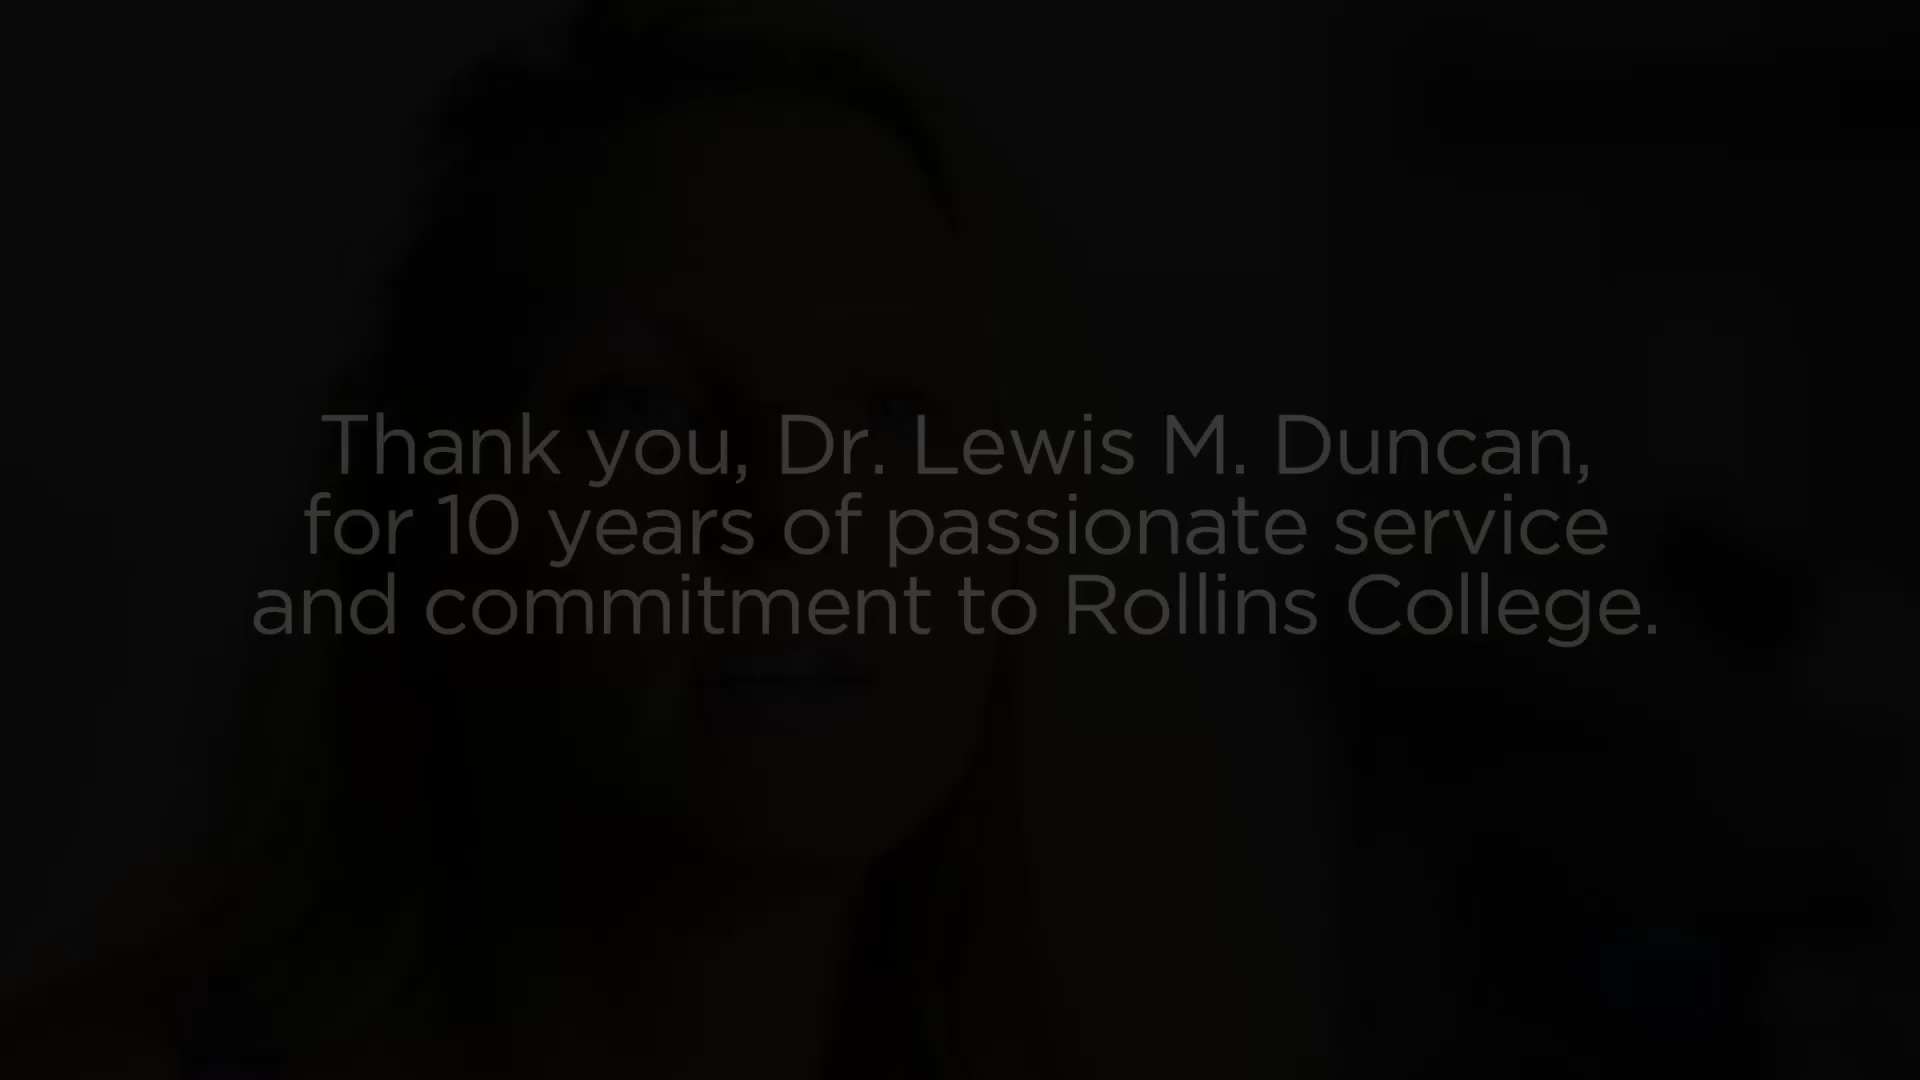 Thank you, Dr. Lewis M. Duncan,
for 10 years of passionate service
and commitment to Rollins College.